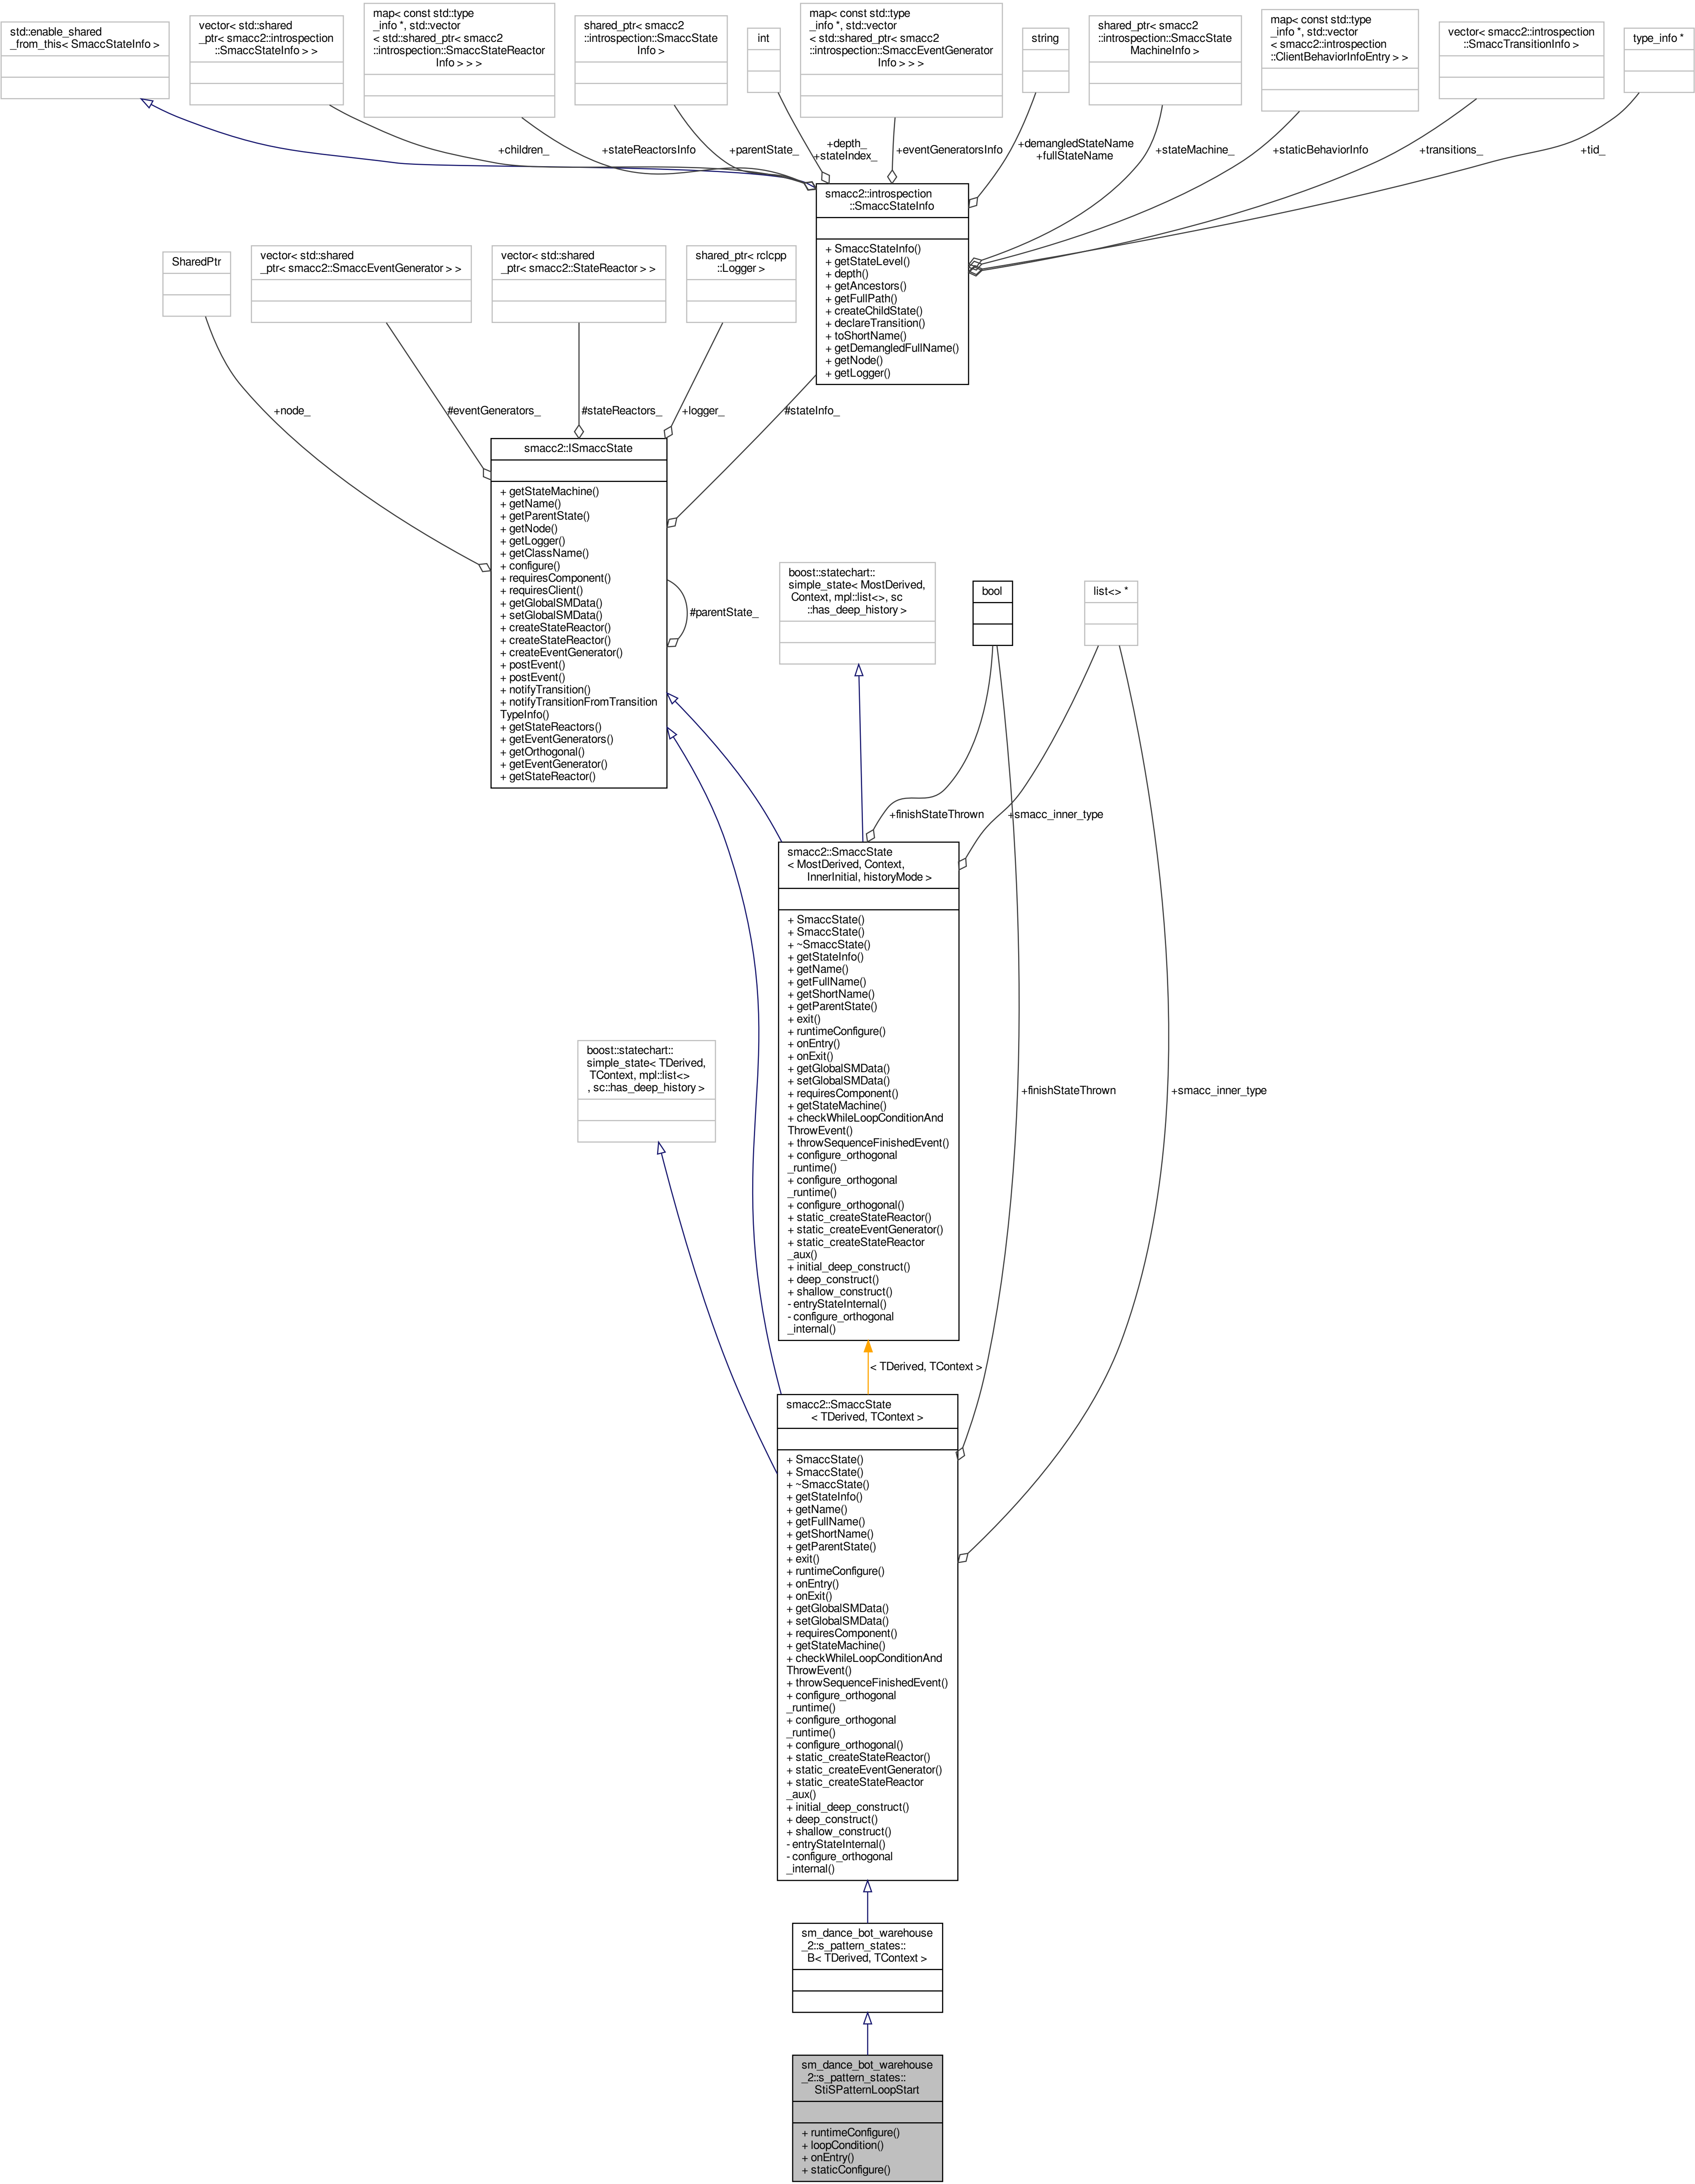 std::enable_shared
_from_this< SmaccStateInfo >
vector< std::shared
_ptr< smacc2::introspection
::SmaccStateInfo > >
map< const std::type
_info *, std::vector
< std::shared_ptr< smacc2
::introspection::SmaccStateReactor
Info > > >
shared_ptr< smacc2
::introspection::SmaccState
Info >
int
map< const std::type
_info *, std::vector
< std::shared_ptr< smacc2
::introspection::SmaccEventGenerator
Info > > >
string
shared_ptr< smacc2
::introspection::SmaccState
MachineInfo >
map< const std::type
_info *, std::vector
< smacc2::introspection
::ClientBehaviorInfoEntry > >
vector< smacc2::introspection
::SmaccTransitionInfo >
type_info *
+children_
+stateReactorsInfo
+parentState_
+depth_
+stateIndex_
+eventGeneratorsInfo
+demangledStateName
+fullStateName
+stateMachine_
+staticBehaviorInfo
+transitions_
+tid_
smacc2::introspection
::SmaccStateInfo
+ SmaccStateInfo()
+ getStateLevel()
+ depth()
+ getAncestors()
+ getFullPath()
+ createChildState()
+ declareTransition()
+ toShortName()
+ getDemangledFullName()
+ getNode()
+ getLogger()
SharedPtr
vector< std::shared
_ptr< smacc2::SmaccEventGenerator > >
vector< std::shared
_ptr< smacc2::StateReactor > >
shared_ptr< rclcpp
::Logger >
+node_
#eventGenerators_
#stateReactors_
+logger_
#stateInfo_
smacc2::ISmaccState
+ getStateMachine()
+ getName()
+ getParentState()
+ getNode()
+ getLogger()
+ getClassName()
+ configure()
+ requiresComponent()
+ requiresClient()
+ getGlobalSMData()
+ setGlobalSMData()
+ createStateReactor()
+ createStateReactor()
+ createEventGenerator()
+ postEvent()
+ postEvent()
+ notifyTransition()
+ notifyTransitionFromTransition
TypeInfo()
+ getStateReactors()
+ getEventGenerators()
+ getOrthogonal()
+ getEventGenerator()
+ getStateReactor()
#parentState_
boost::statechart::
simple_state< MostDerived,
Context, mpl::list<>, sc
::has_deep_history >
bool
list<> *
+finishStateThrown
+smacc_inner_type
smacc2::SmaccState
< MostDerived, Context,
InnerInitial, historyMode >
+ SmaccState()
+ SmaccState()
+ ~SmaccState()
+ getStateInfo()
+ getName()
+ getFullName()
+ getShortName()
+ getParentState()
+ exit()
+ runtimeConfigure()
+ onEntry()
+ onExit()
+ getGlobalSMData()
+ setGlobalSMData()
+ requiresComponent()
+ getStateMachine()
+ checkWhileLoopConditionAnd
ThrowEvent()
+ throwSequenceFinishedEvent()
+ configure_orthogonal
_runtime()
+ configure_orthogonal
_runtime()
+ configure_orthogonal()
+ static_createStateReactor()
+ static_createEventGenerator()
+ static_createStateReactor
_aux()
+ initial_deep_construct()
+ deep_construct()
+ shallow_construct()
- entryStateInternal()
- configure_orthogonal
_internal()
boost::statechart::
simple_state< TDerived,
TContext, mpl::list<>
, sc::has_deep_history >
+finishStateThrown
+smacc_inner_type
< TDerived, TContext >
smacc2::SmaccState
< TDerived, TContext >
+ SmaccState()
+ SmaccState()
+ ~SmaccState()
+ getStateInfo()
+ getName()
+ getFullName()
+ getShortName()
+ getParentState()
+ exit()
+ runtimeConfigure()
+ onEntry()
+ onExit()
+ getGlobalSMData()
+ setGlobalSMData()
+ requiresComponent()
+ getStateMachine()
+ checkWhileLoopConditionAnd
ThrowEvent()
+ throwSequenceFinishedEvent()
+ configure_orthogonal
_runtime()
+ configure_orthogonal
_runtime()
+ configure_orthogonal()
+ static_createStateReactor()
+ static_createEventGenerator()
+ static_createStateReactor
_aux()
+ initial_deep_construct()
+ deep_construct()
+ shallow_construct()
- entryStateInternal()
- configure_orthogonal
_internal()
sm_dance_bot_warehouse
_2::s_pattern_states::
B< TDerived, TContext >
sm_dance_bot_warehouse
_2::s_pattern_states::
StiSPatternLoopStart
+ runtimeConfigure()
+ loopCondition()
+ onEntry()
+ staticConfigure()